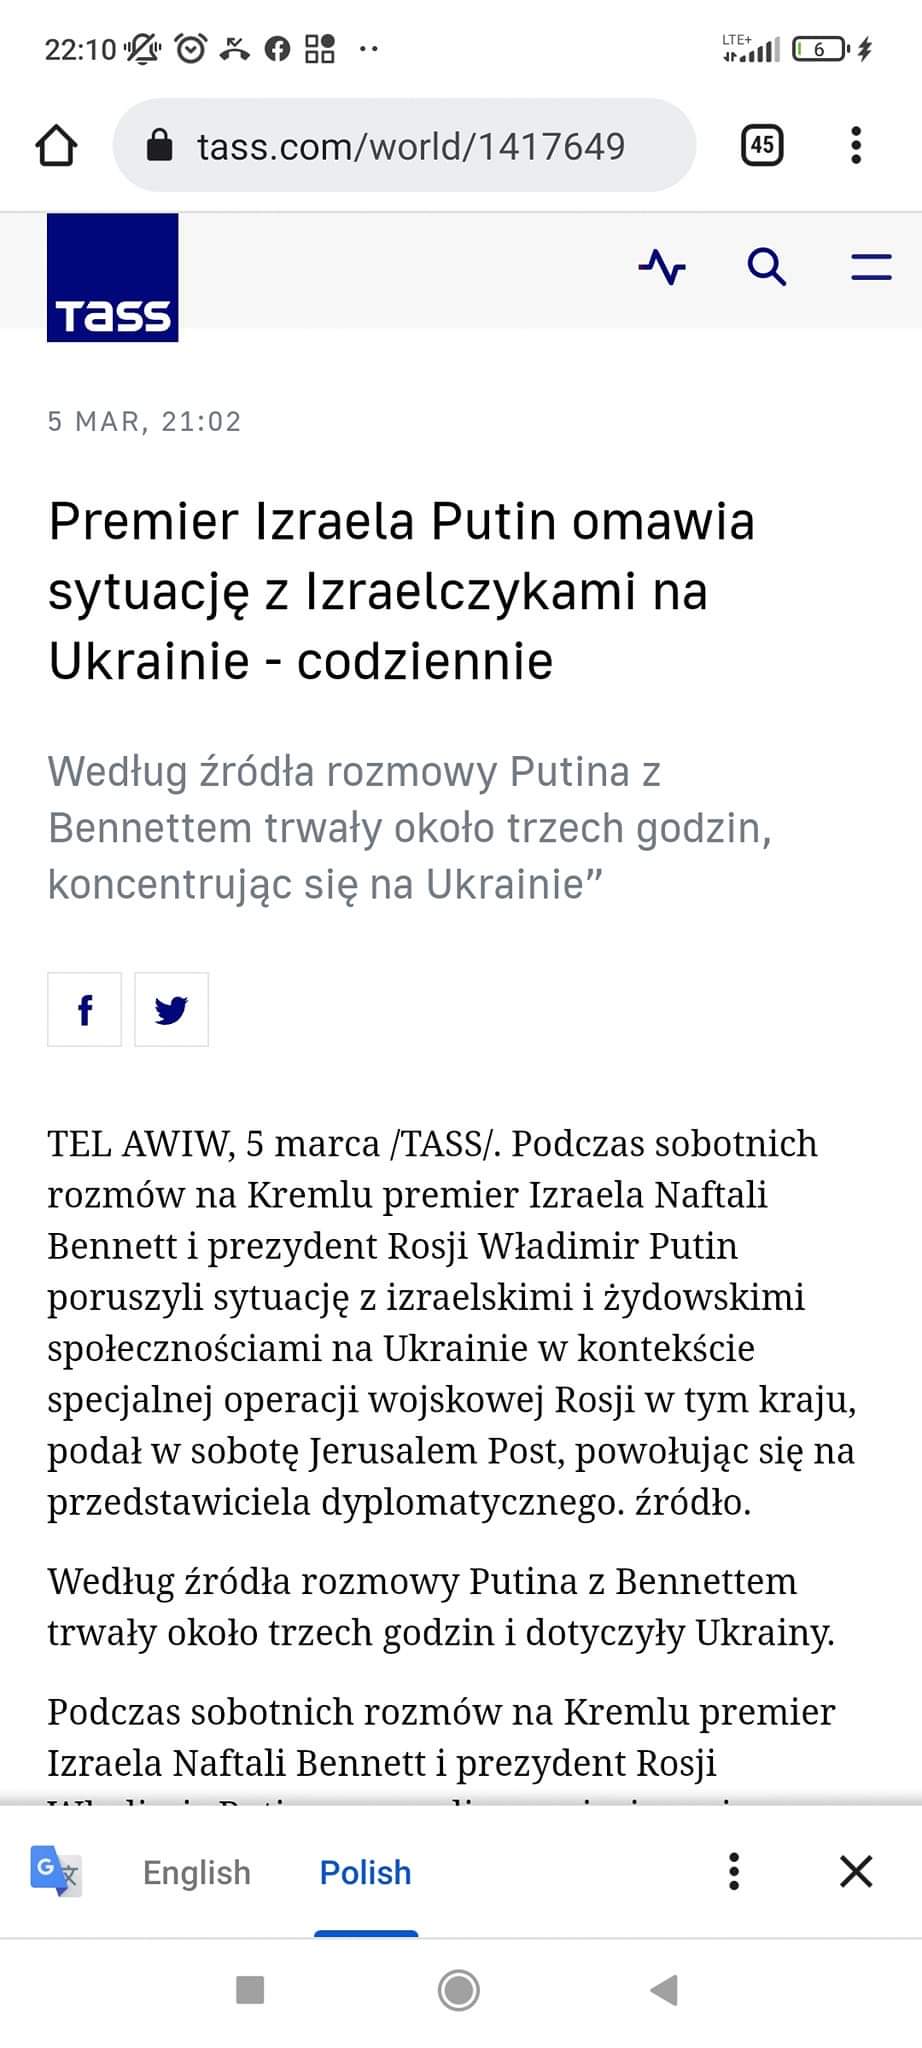 22:10
LTE+
6
tass.com/world/1417649
45
TASS
5 MAR, 21:02
Premier Izraela Putin omawia
sytuację z Izraelczykami na
Ukrainie - codziennie
Według źródła rozmowy Putina z
Bennettem trwały około trzech godzin,
koncentrując się na Ukrainie”
TEL AWIW, 5 marca /TASS/. Podczas sobotnich
rozmów na Kremlu premier Izraela Naftali
Bennett i prezydent Rosji Władimir Putin
poruszyli sytuację z izraelskimi i żydowskimi
społecznościami na Ukrainie w kontekście
specjalnej operacji wojskowej Rosji w tym kraju,
podał w sobotę Jerusalem Post, powołując się na
przedstawiciela dyplomatycznego. źródło.
Według źródła rozmowy Putina z Bennettem
trwały około trzech godzin i dotyczyły Ukrainy.
Podczas sobotnich rozmów na Kremlu premier
Izraela Naftali Bennett i prezydent Rosji
English Polish